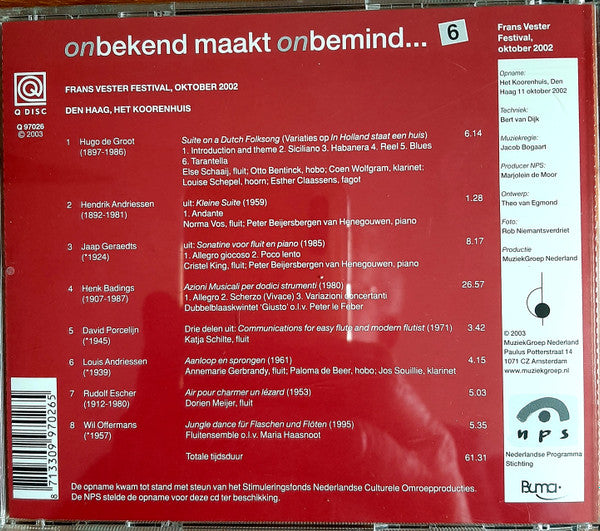 onbekend maakt onbemind... 6
Q DISC
Q 97026
© 2003
FRANS VESTER FESTIVAL, OKTOBER 2002
DEN HAAG, HET KOORENHUIS
1 Hugo de Groot Suite on a Dutch Folksong (Variaties op In Holland staat een huis) 6.14
(1897-1986) 1. Introduction and theme 2. Siciliano 3. Habanera 4. Reel 5. Blues
6. Tarantella
Else Schaaij, fluit; Otto Bentinck, hobo; Coen Wolfgram, klarinet;
Louise Schepel, hoorn; Esther Claassens, fagot
2 Hendrik Andriessen uit: Kleine Suite (1959) 1.28
(1892-1981) 1. Andante
Norma Vos, fluit; Peter Beijersbergen van Henegouwen, piano
3 Jaap Geraedts uit: Sonatine voor fluit en piano (1985) 8.17
(*1924) 1. Allegro giocoso 2. Poco lento
Cristel King, fluit; Peter Beijersbergen van Henegouwen, piano
4 Henk Badings Azioni Musicali per dodici strumenti (1980) 26.57
(1907-1987) 1. Allegro 2. Scherzo (Vivace) 3. Variazioni concertanti
Dubbelblaaskwintet 'Giusto' o.l.v. Peter le Feber
5 David Porcelijn Drie delen uit: Communications for easy flute and modern flutist (1971) 3.42
(*1945) Katja Schilte, fluit
6 Louis Andriessen Aanloop en sprongen (1961) 4.15
(*1939) Annemarie Gerbrandy, fluit; Paloma de Beer, hobo; Jos Souillie, klarinet
7 Rudolf Escher Air pour charmer un lézard (1953) 5.03
(1912-1980) Dorien Meijer, fluit
8 Wil Offermans Jungle dance für Flaschen und Flöten (1995) 5.35
(*1957) Fluitensemble o.l.v. Maria Haasnoot
Totale tijdsduur 61.31
De opname kwam tot stand met steun van het Stimuleringsfonds Nederlandse Culturele Omroepproducties.
De NPS stelde de opname voor deze cd ter beschikking.
8 713309 970265
Frans Vester
Festival,
oktober 2002
Opname:
Het Koorenhuis, Den
Haag 11 oktober 2002
Techniek:
Bert van Dijk
Muziekregie:
Jacob Bogaart
Producer NPS:
Marjolein de Moor
Ontwerp:
Theo van Egmond
Foto:
Rob Niemantsverdriet
Productie
MuziekGroep Nederland
© 2003
MuziekGroep Nederland
Paulus Potterstraat 14
1071 CZ Amsterdam
www.muziekgroep.nl
nps
Nederlandse Programma
Stichting
Buma